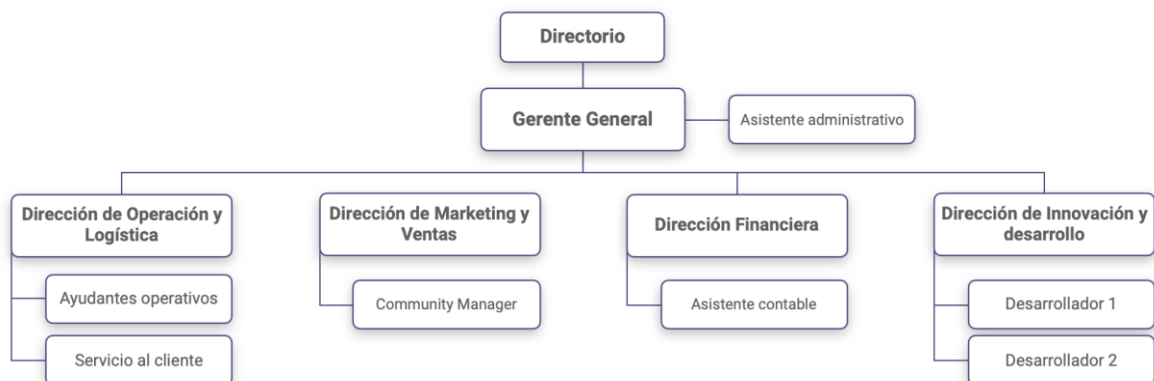 Directorio
Gerente General
Asistente administrativo
Dirección de Operación y
Logística
Dirección de Marketing y
Ventas
Dirección Financiera
Dirección de Innovación y
desarrollo
Ayudantes operativos
Community Manager
Asistente contable
Desarrollador 1
Servicio al cliente
Desarrollador 2